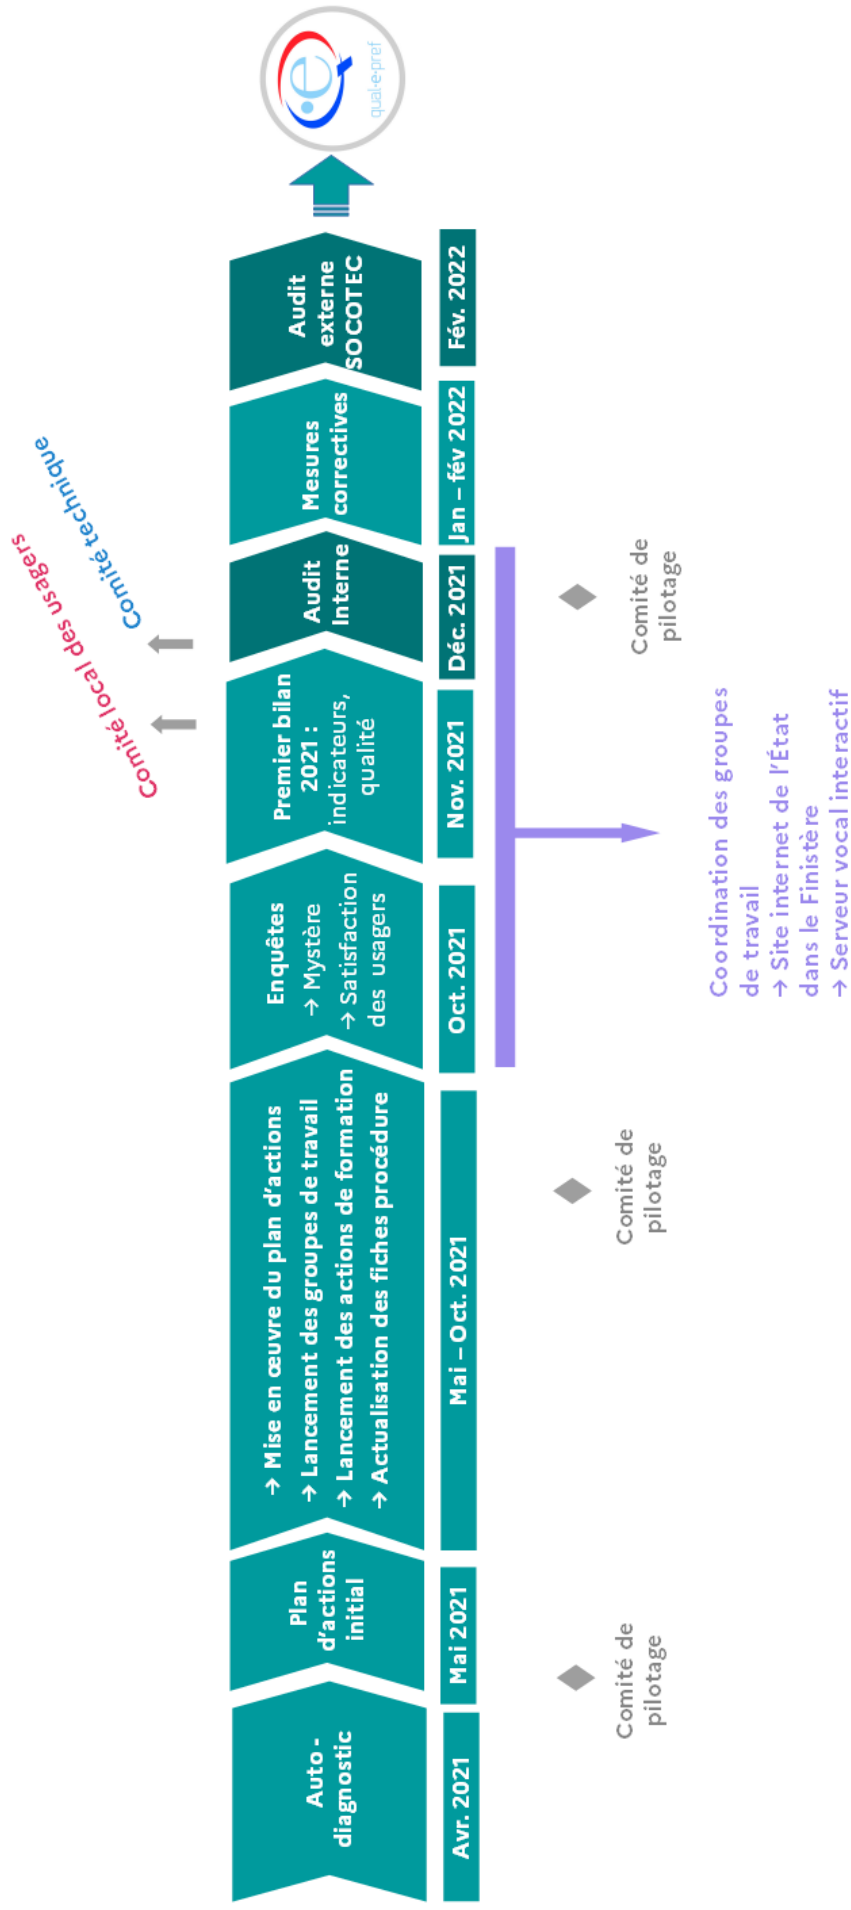 Comité local des usagers
Comité technique
Auto -
diagnostic
Plan
d'actions
initial
→ Mise en œuvre du plan d'actions
→ Lancement des groupes de travail
→ Lancement des actions de formation
→ Actualisation des fiches procédure
Enquêtes
→ Mystère
→ Satisfaction
des usagers
Premier bilan
2021 :
indicateurs,
qualité
Audit
Interne
Mesures
correctives
Audit
externe
SOCOTEC
eQ
qual·e·pref
Avr. 2021
Mai 2021
Mai – Oct. 2021
Oct. 2021
Nov. 2021
Déc. 2021
Jan – fév 2022
Fév. 2022
Comité de
pilotage
Comité de
pilotage
Comité de
pilotage
Coordination des groupes
de travail
→ Site internet de l'État
dans le Finistère
→ Serveur vocal interactif